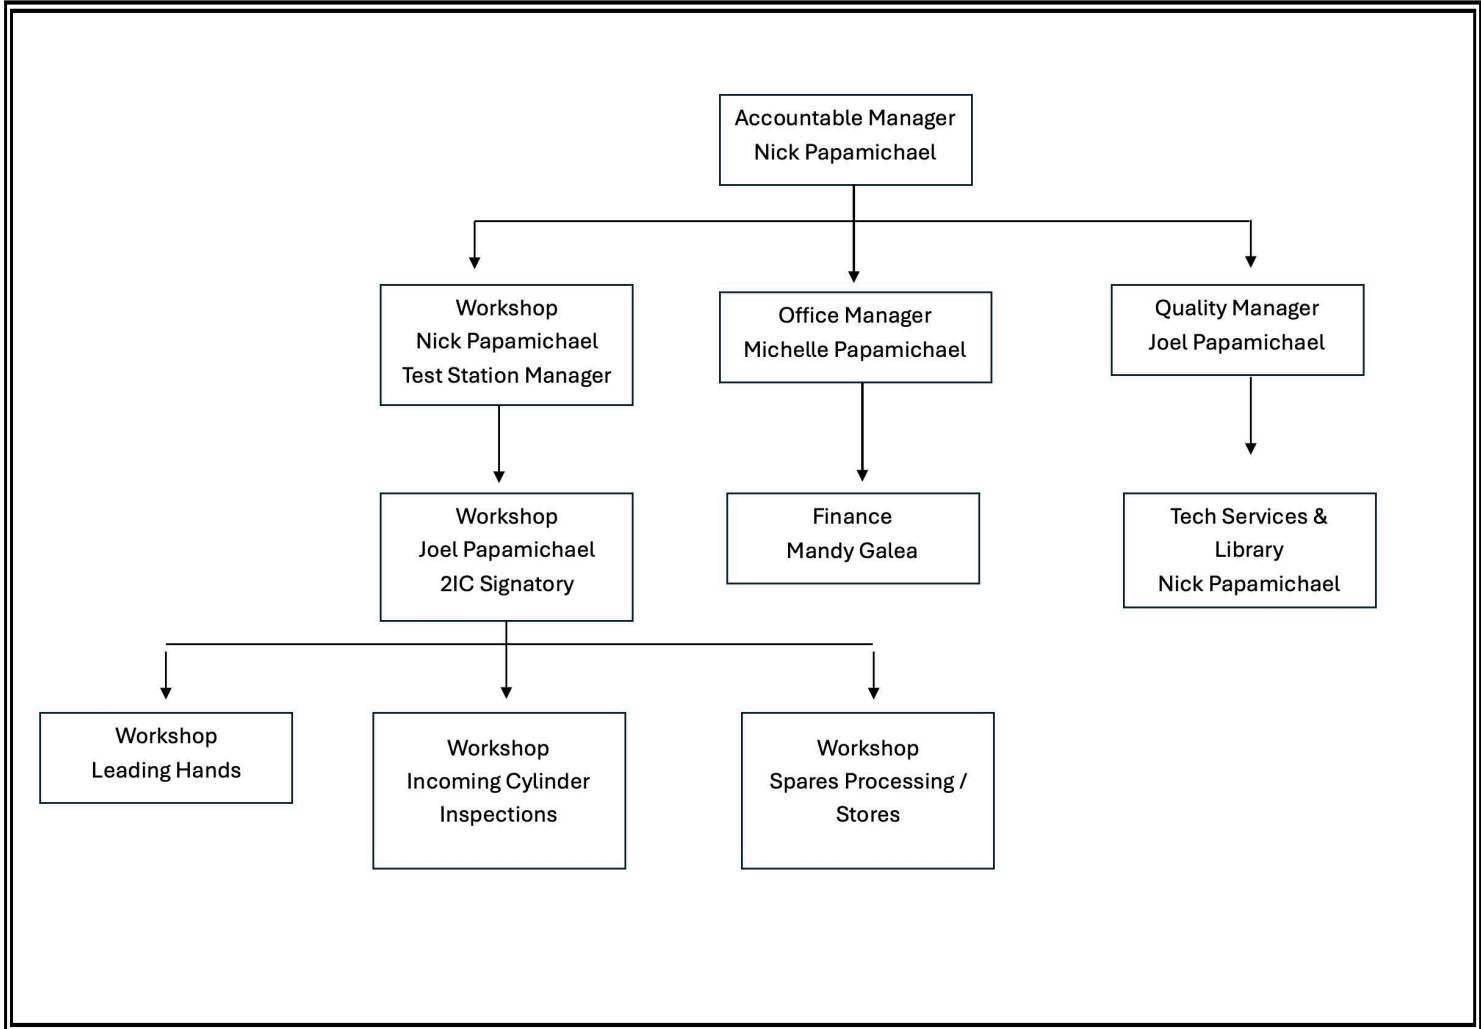 Accountable Manager
Nick Papamichael
Workshop
Nick Papamichael
Test Station Manager
Office Manager
Michelle Papamichael
Quality Manager
Joel Papamichael
Workshop
Joel Papamichael
2IC Signatory
Finance
Mandy Galea
Tech Services &
Library
Nick Papamichael
Workshop
Leading Hands
Workshop
Incoming Cylinder
Inspections
Workshop
Spares Processing /
Stores